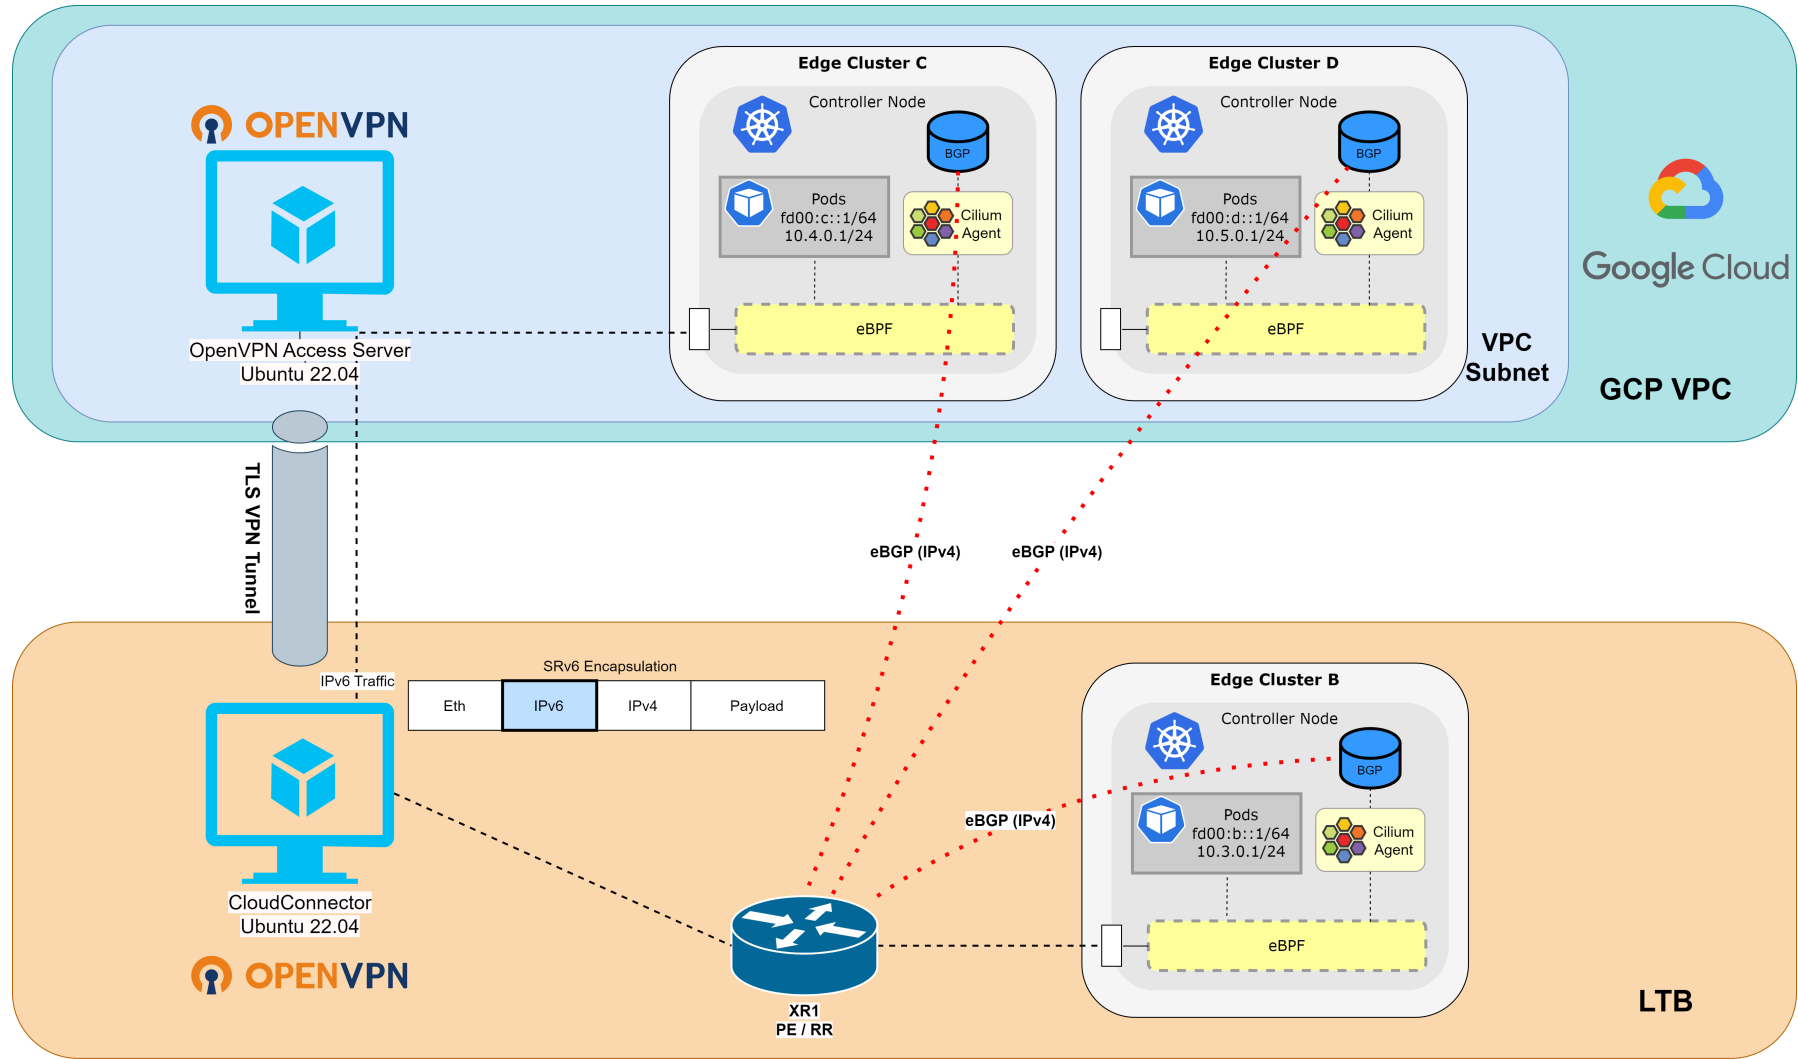 Edge Cluster C
Controller Node
BGP
Pods
fd00:c::1/64
10.4.0.1/24
Cilium
Agent
eBPF
Edge Cluster D
Controller Node
BGP
Pods
fd00:d::1/64
10.5.0.1/24
Cilium
Agent
eBPF
OPENVPN
OpenVPN Access Server
Ubuntu 22.04
Google Cloud
VPC
Subnet
GCP VPC
TLS VPN Tunnel
eBGP (IPv4)
eBGP (IPv4)
IPv6 Traffic
SRv6 Encapsulation
Eth
IPv6
IPv4
Payload
Edge Cluster B
Controller Node
BGP
Pods
fd00:b::1/64
10.3.0.1/24
Cilium
Agent
eBPF
eBGP (IPv4)
CloudConnector
Ubuntu 22.04
OPENVPN
XR1
PE / RR
LTB